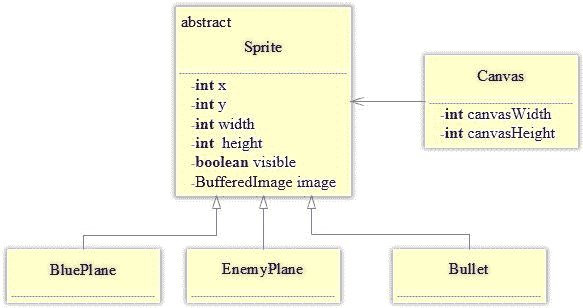 abstract
Sprite
-int x
-int y
-int width
-int height
-boolean visible
-BufferedImage image
Canvas
-int canvasWidth
-int canvasHeight
BluePlane
EnemyPlane
Bullet